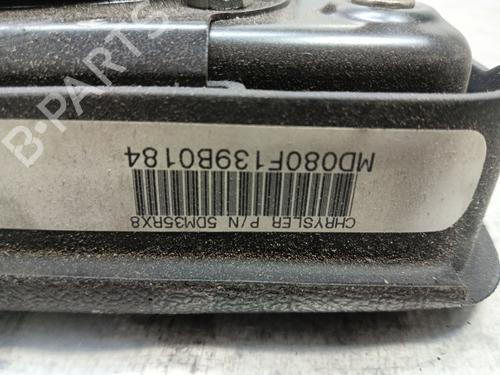 CHRYSLER P/N 5DM35RX8
MD080F139B0184
B-PARTS